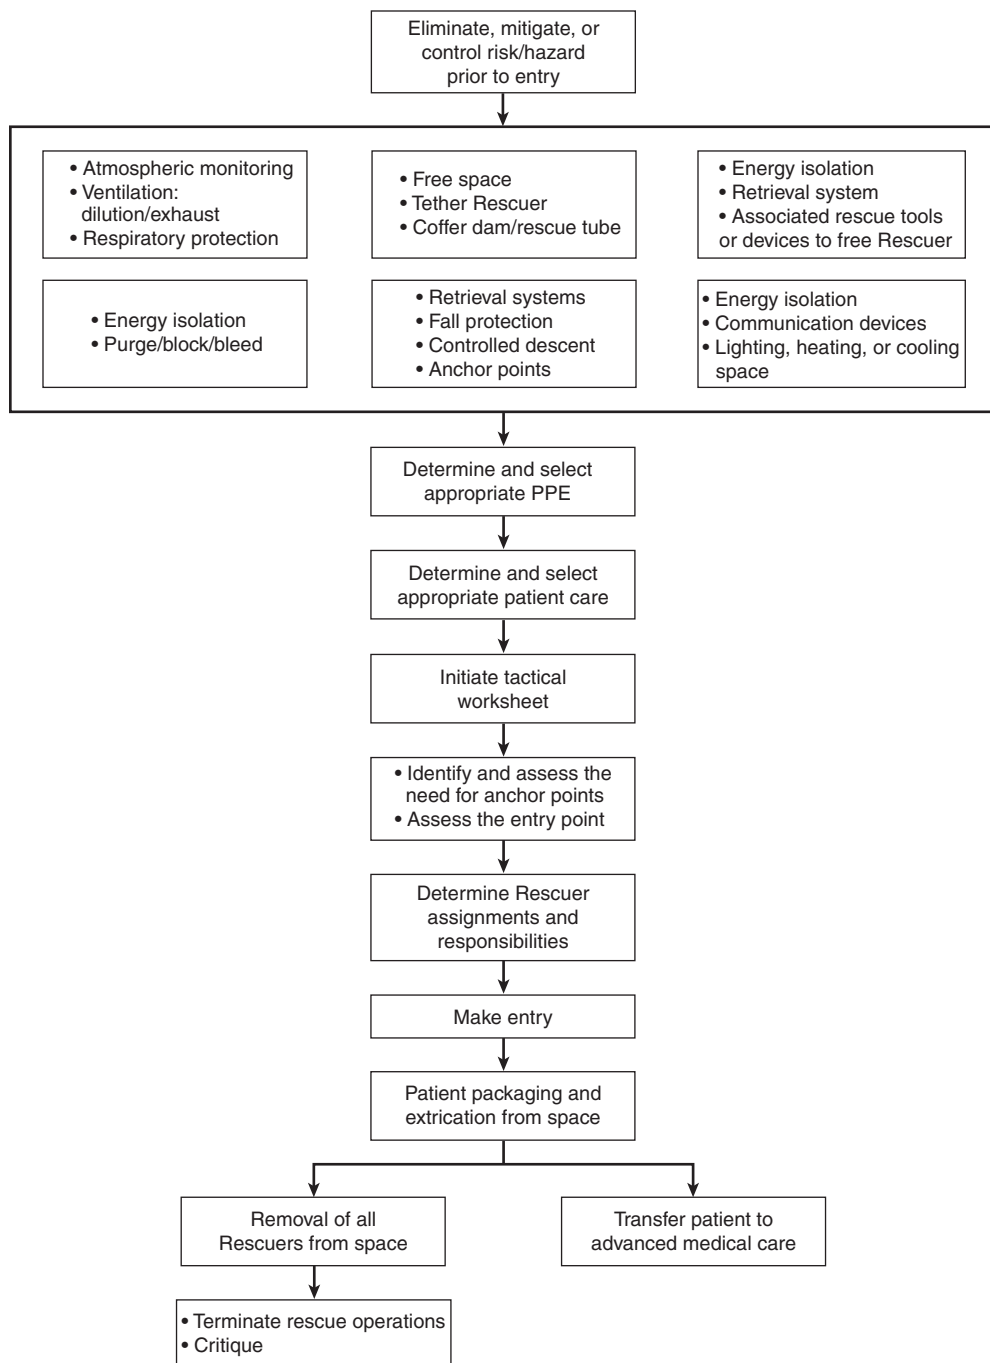 Eliminate, mitigate, or
control risk/hazard
prior to entry
• Atmospheric monitoring
• Ventilation:
dilution/exhaust
• Respiratory protection
• Free space
• Tether Rescuer
• Coffer dam/rescue tube
• Energy isolation
• Retrieval system
• Associated rescue tools
or devices to free Rescuer
• Energy isolation
• Purge/block/bleed
• Retrieval systems
• Fall protection
• Controlled descent
• Anchor points
• Energy isolation
• Communication devices
• Lighting, heating, or cooling
space
Determine and select
appropriate PPE
Determine and select
appropriate patient care
Initiate tactical
worksheet
• Identify and assess the
need for anchor points
• Assess the entry point
Determine Rescuer
assignments and
responsibilities
Make entry
Patient packaging and
extrication from space
Removal of all
Rescuers from space
Transfer patient to
advanced medical care
• Terminate rescue operations
• Critique